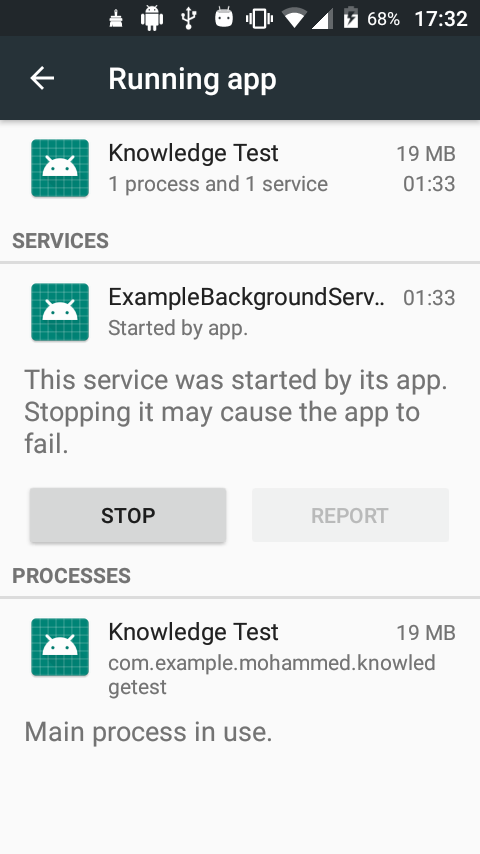 68% 17:32
Running app
Knowledge Test 19 MB
1 process and 1 service 01:33
SERVICES
ExampleBackgroundServ.. 01:33
Started by app.
This service was started by its app.
Stopping it may cause the app to
fail.
STOP REPORT
PROCESSES
Knowledge Test 19 MB
com.example.mohammed.knowled
getest
Main process in use.